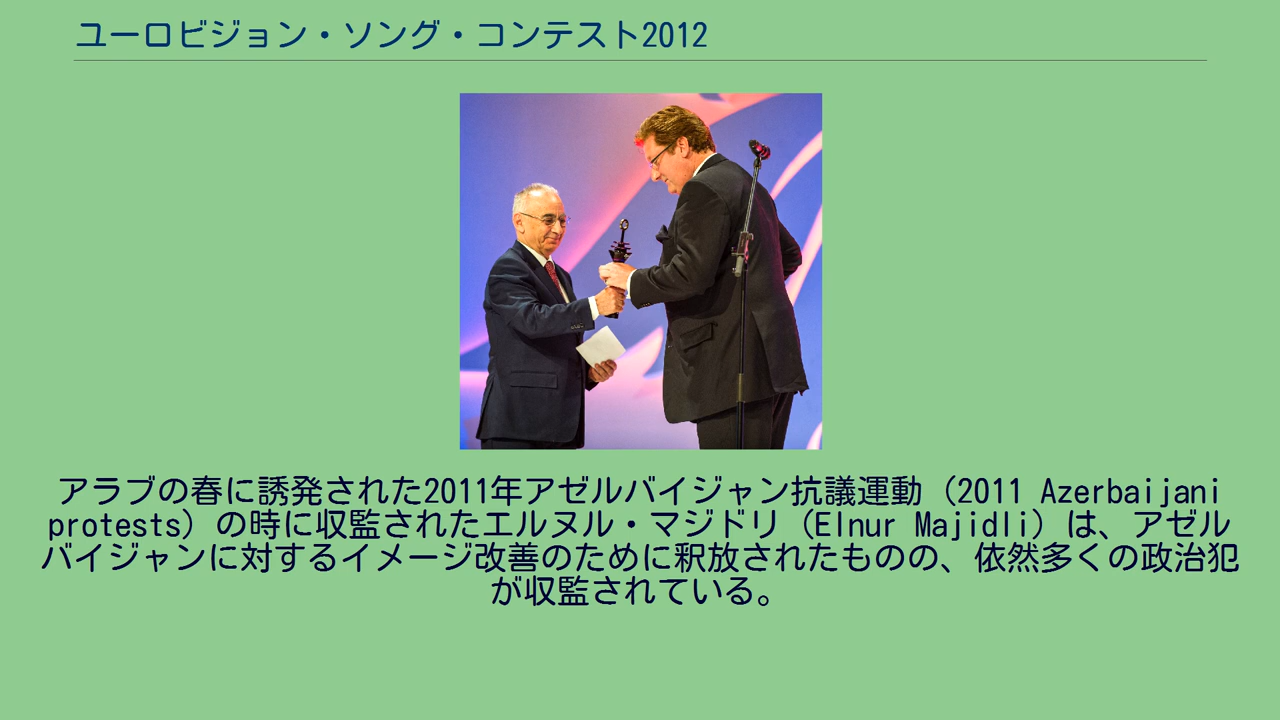 ユーロビジョン・ソング・コンテスト2012
アラブの春に誘発された2011年アゼルバイジャン抗議運動（2011 Azerbaijani
protests）の時に収監されたエルヌル・マジドリ（Elnur Majidli）は、アゼル
バイジャンに対するイメージ改善のために釈放されたものの、依然多くの政治犯
が収監されている。